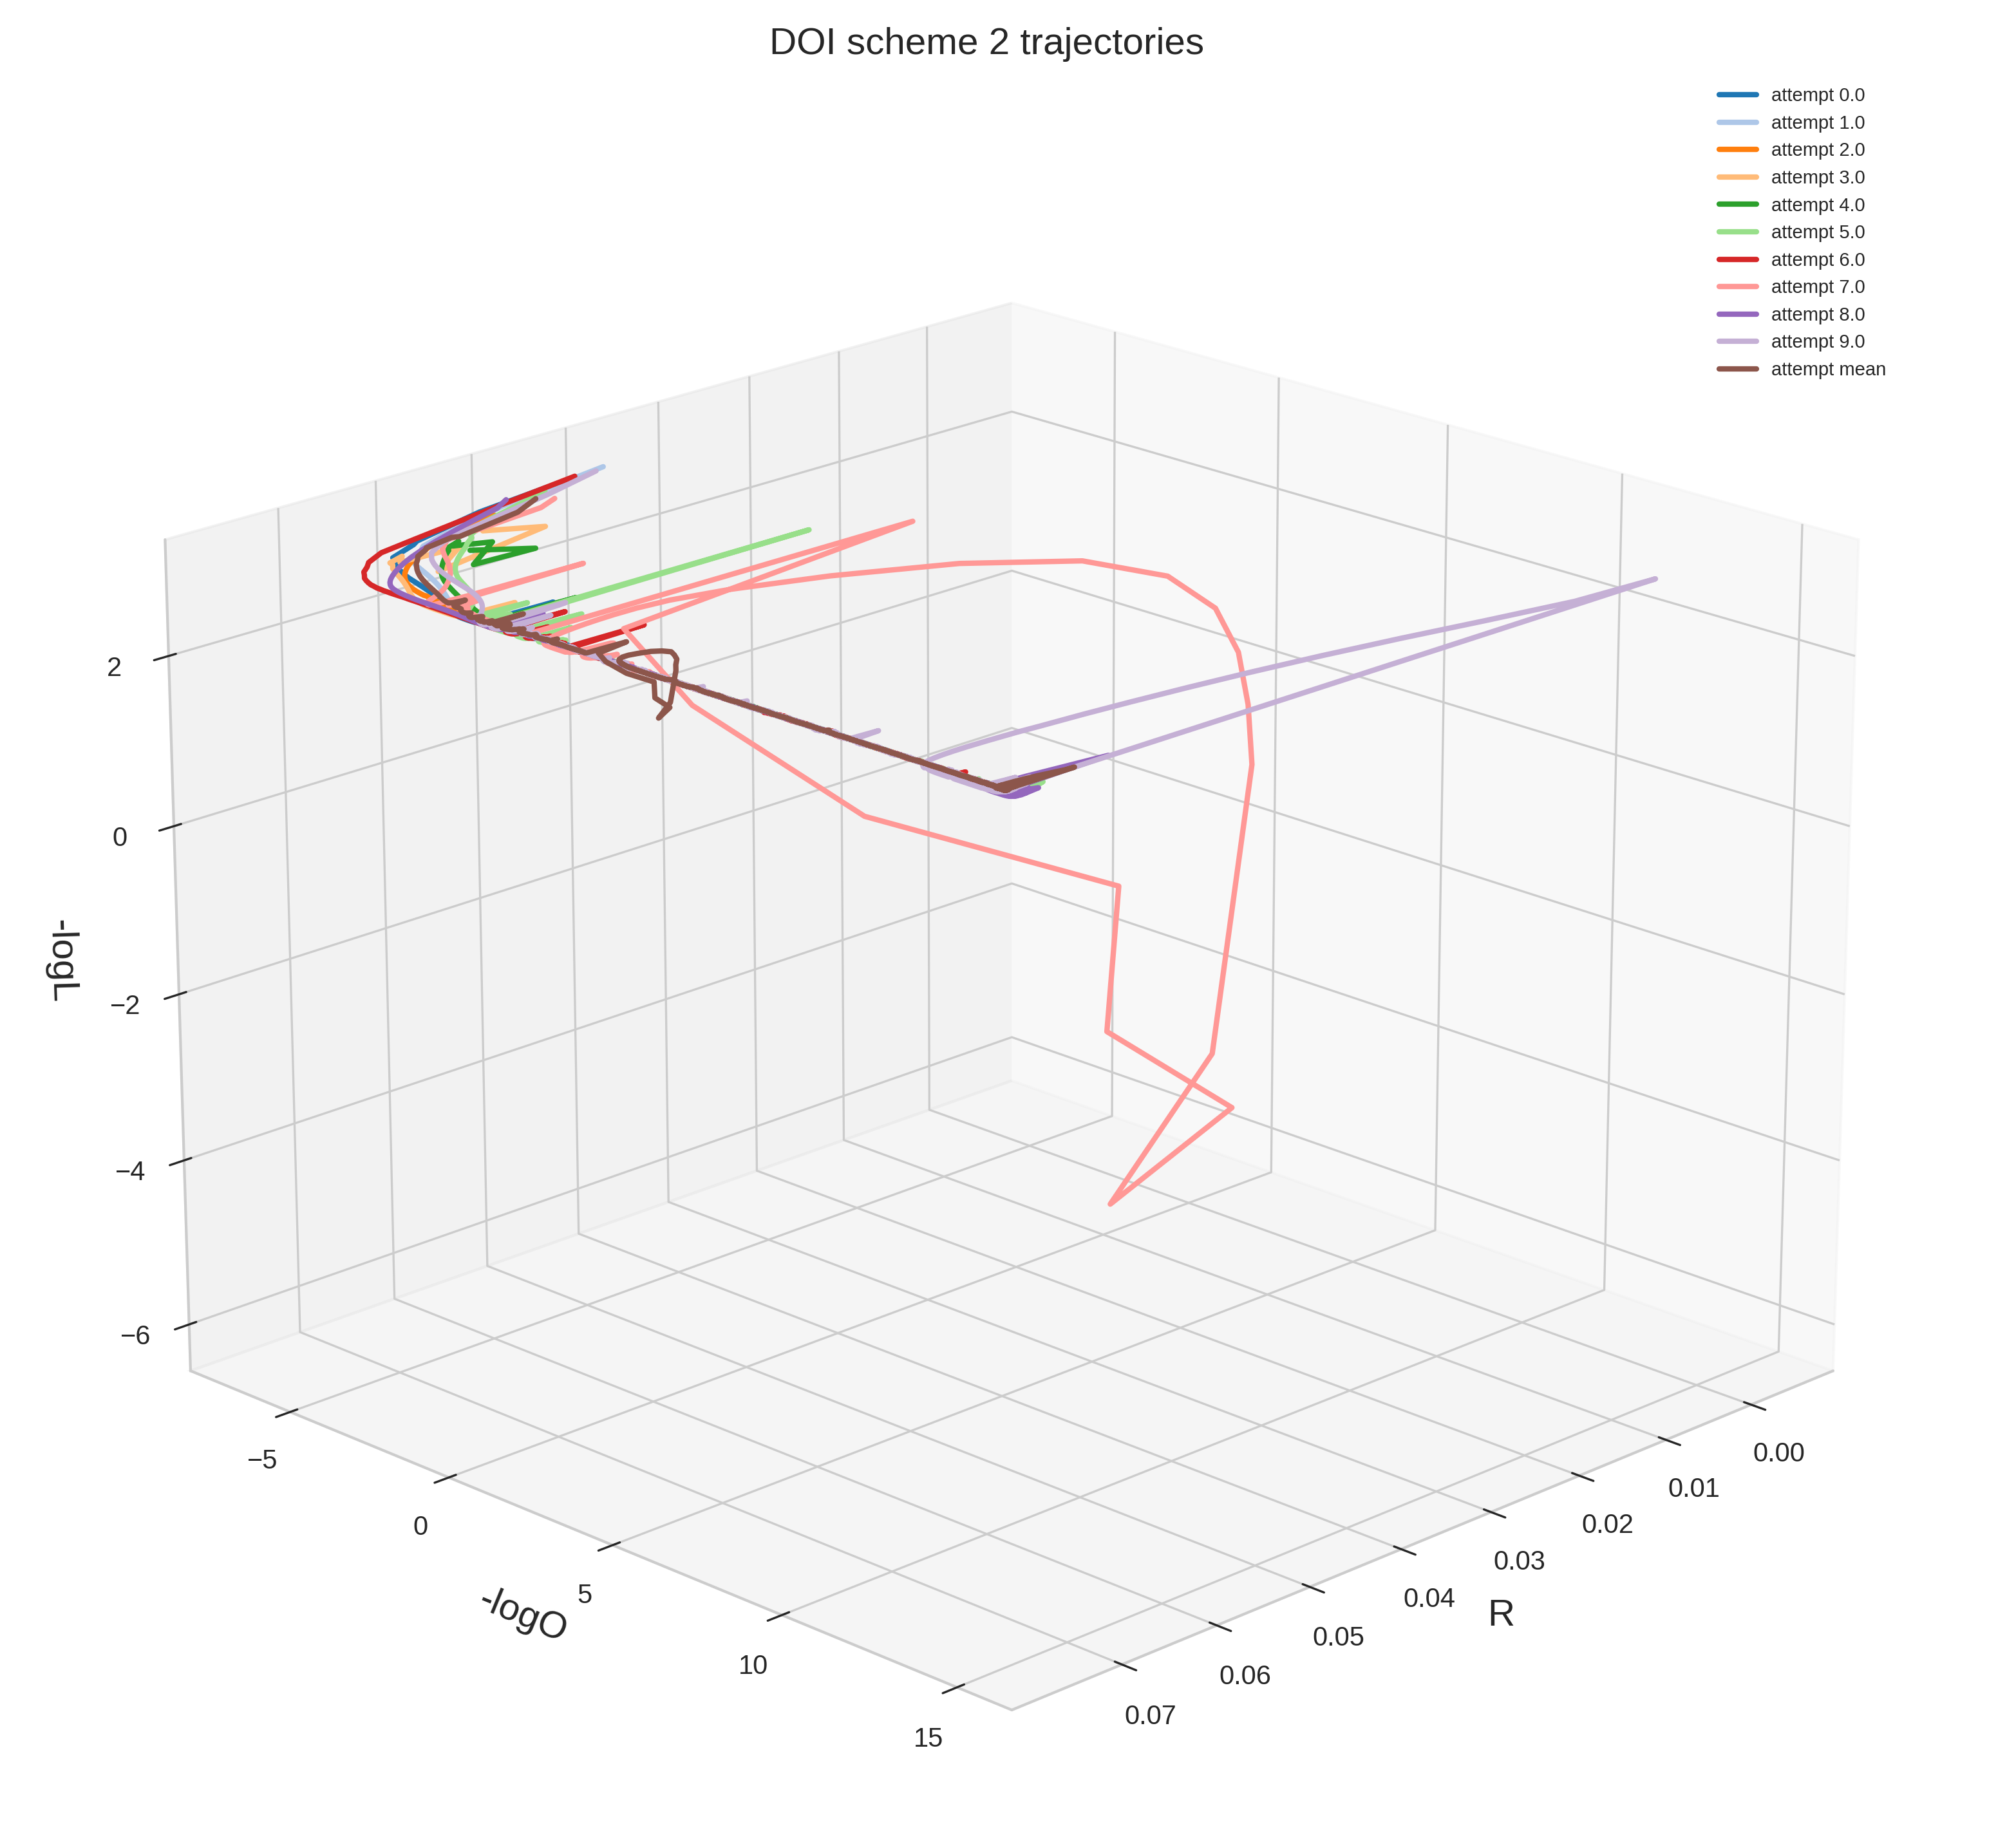 DOI scheme 2 trajectories
attempt 0.0
attempt 1.0
attempt 2.0
attempt 3.0
attempt 4.0
attempt 5.0
attempt 6.0
attempt 7.0
attempt 8.0
attempt 9.0
attempt mean
2
0
−2
−4
−6
-logL
−5
0
5
10
15
-logO
0.00
0.01
0.02
0.03
0.04
0.05
0.06
0.07
R